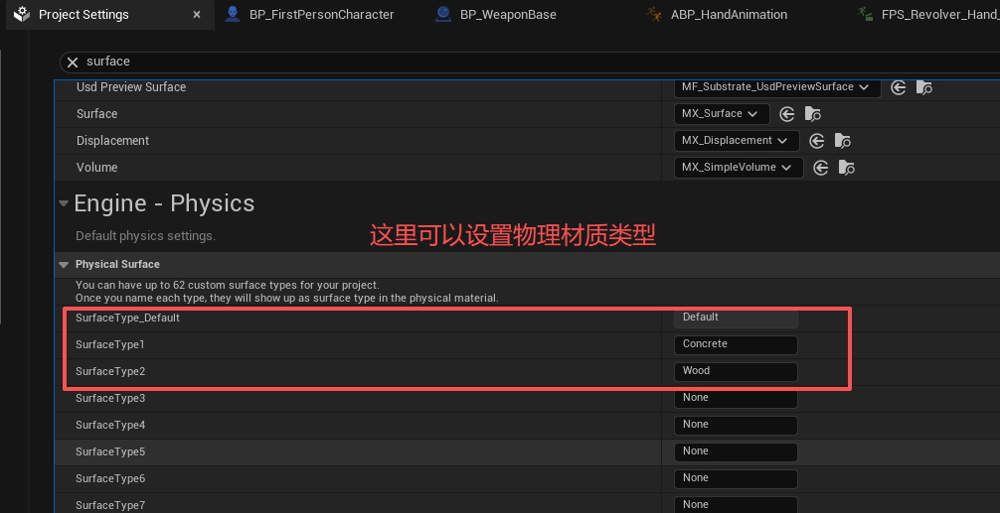 Project Settings
BP_FirstPersonCharacter
BP_WeaponBase
ABP_HandAnimation
FPS_Revolver_Hand_
surface
Usd Preview Surface
MF_Substrate_UsdPreviewSurface
Surface
MX_Surface
Displacement
MX_Displacement
Volume
MX_SimpleVolume
Engine - Physics
Default physics settings.
这里可以设置物理材质类型
Physical Surface
You can have up to 62 custom surface types for your project.
Once you name each type, they will show up as surface type in the physical material.
SurfaceType_Default
Default
SurfaceType1
Concrete
SurfaceType2
Wood
SurfaceType3
None
SurfaceType4
None
SurfaceType5
None
SurfaceType6
None
SurfaceType7
None